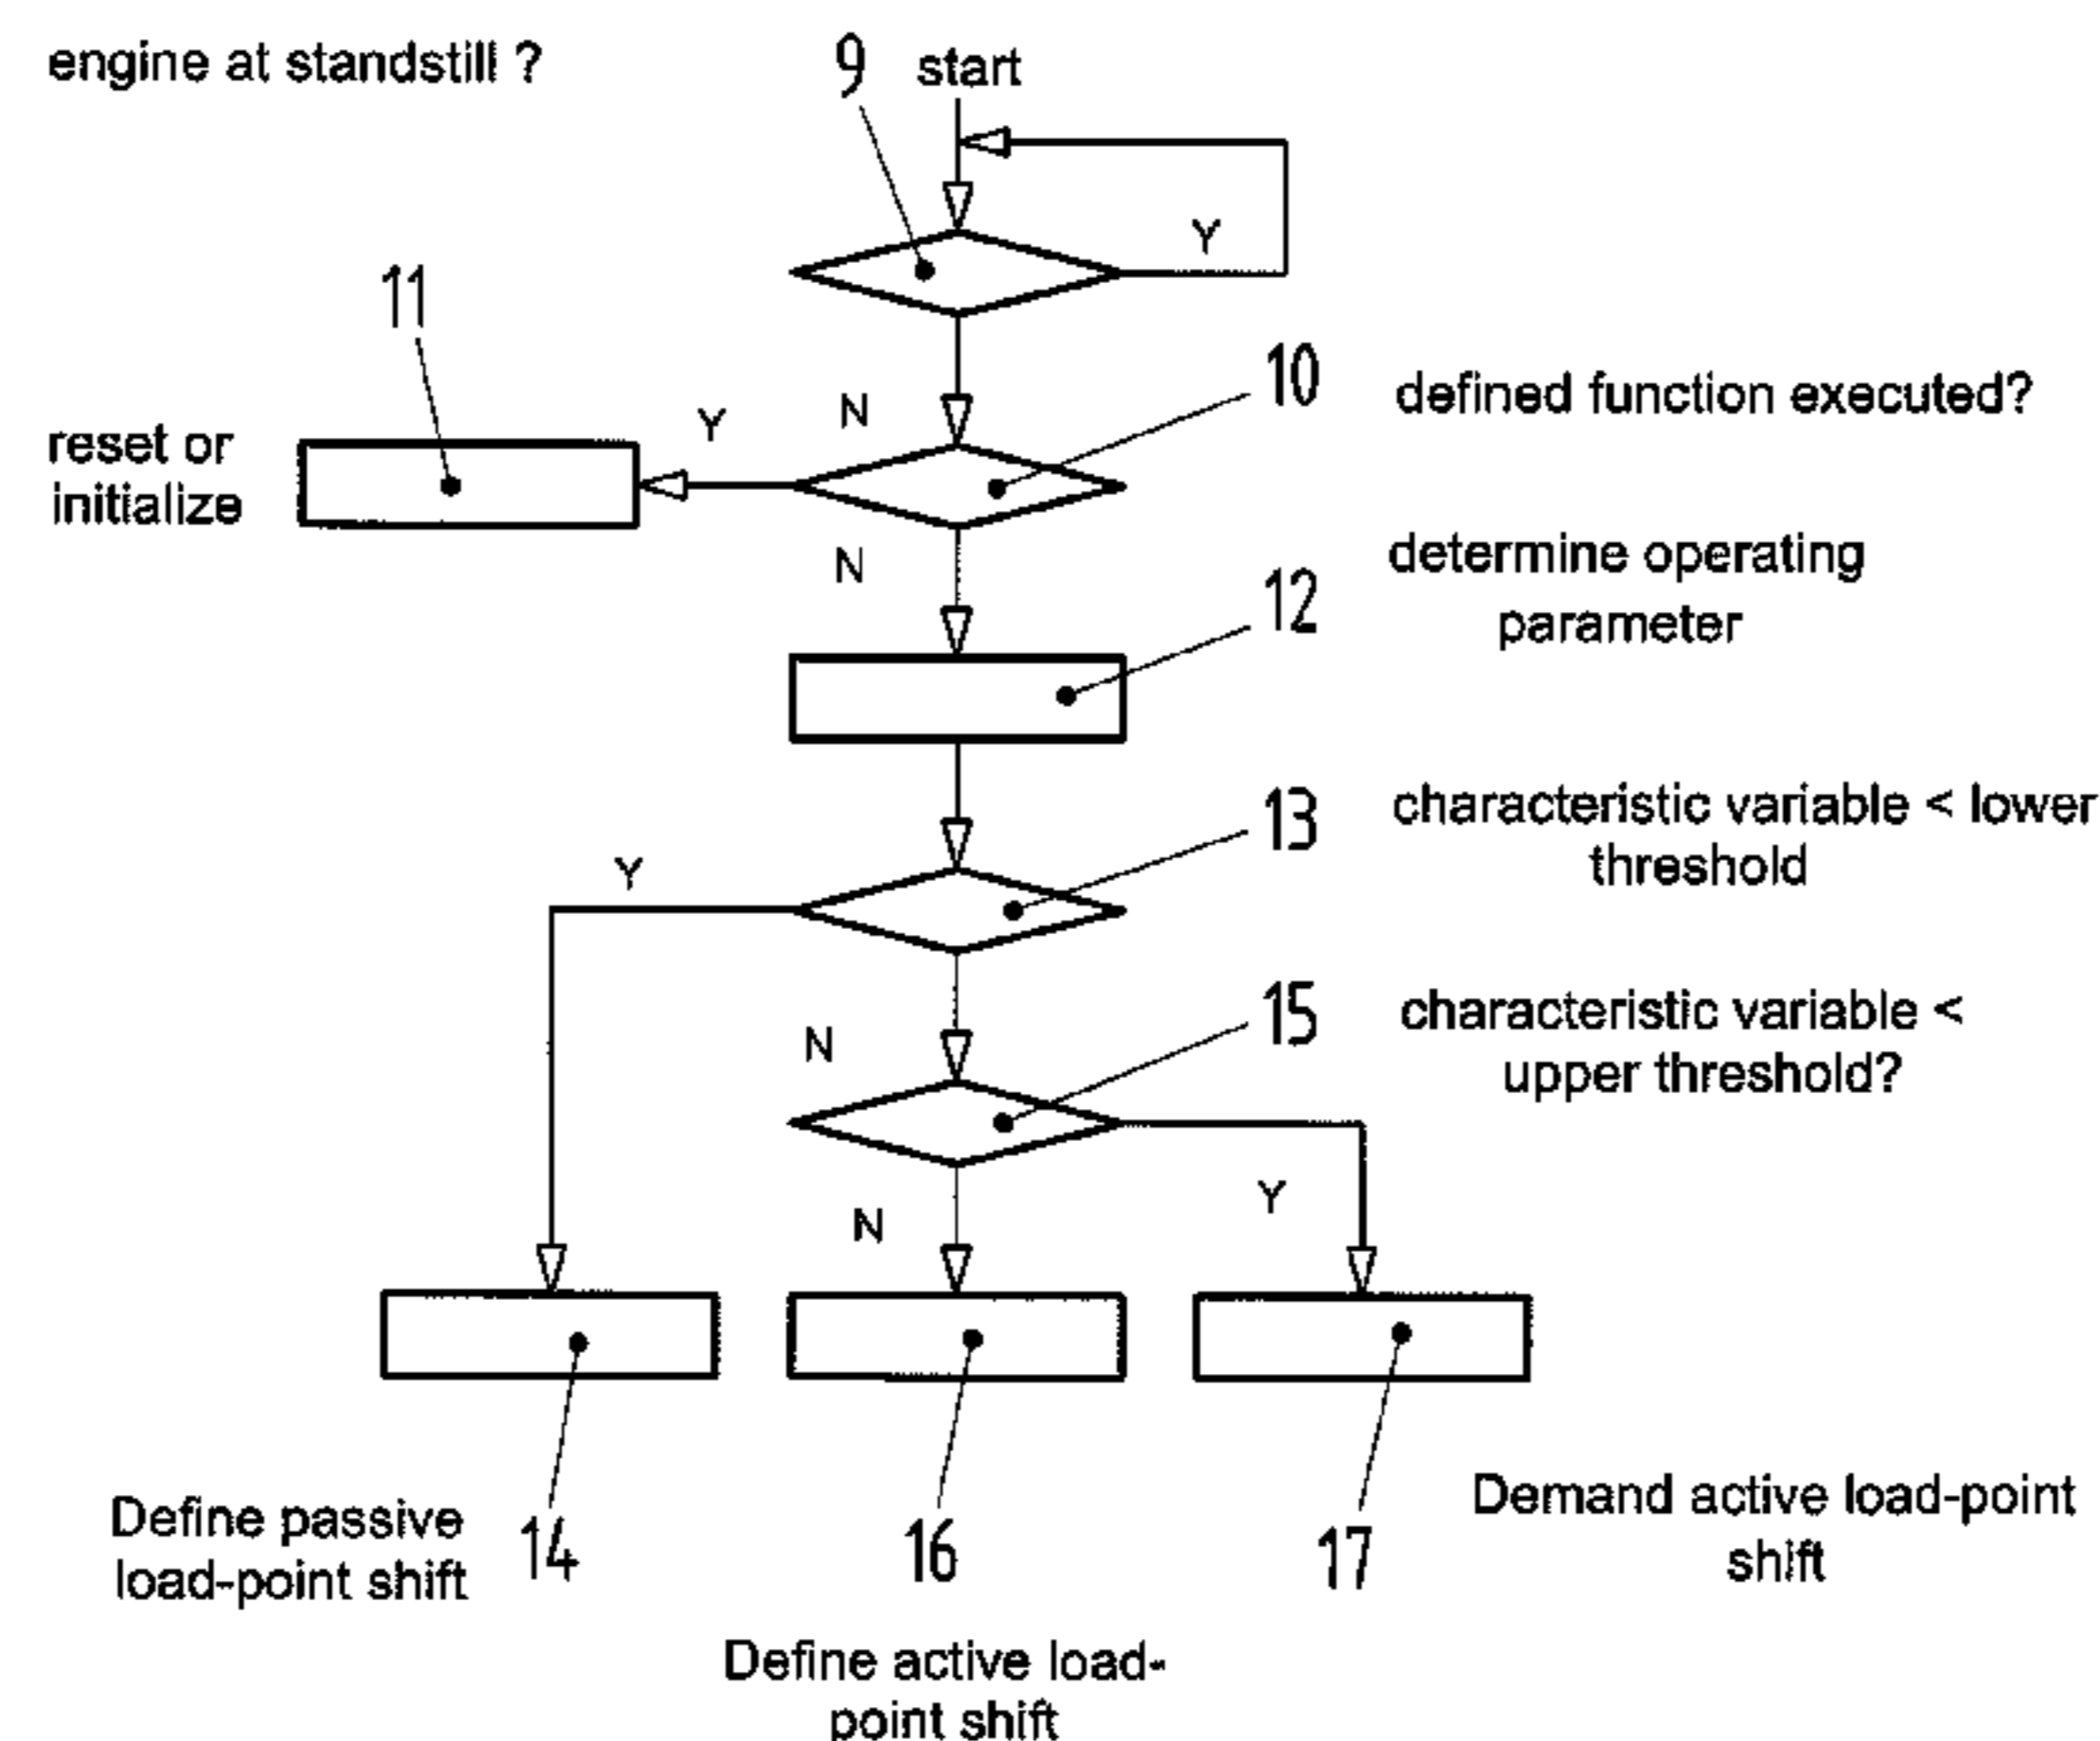 engine at standstill ?
9
start
Y
11
10
defined function executed?
Y
N
reset or
initialize
N
determine operating
parameter
12
13
characteristic variable < lower
threshold
Y
15
characteristic variable <
upper threshold?
N
Y
N
Define passive
load-point shift
14
16
17
Demand active load-point
shift
Define active load-
point shift